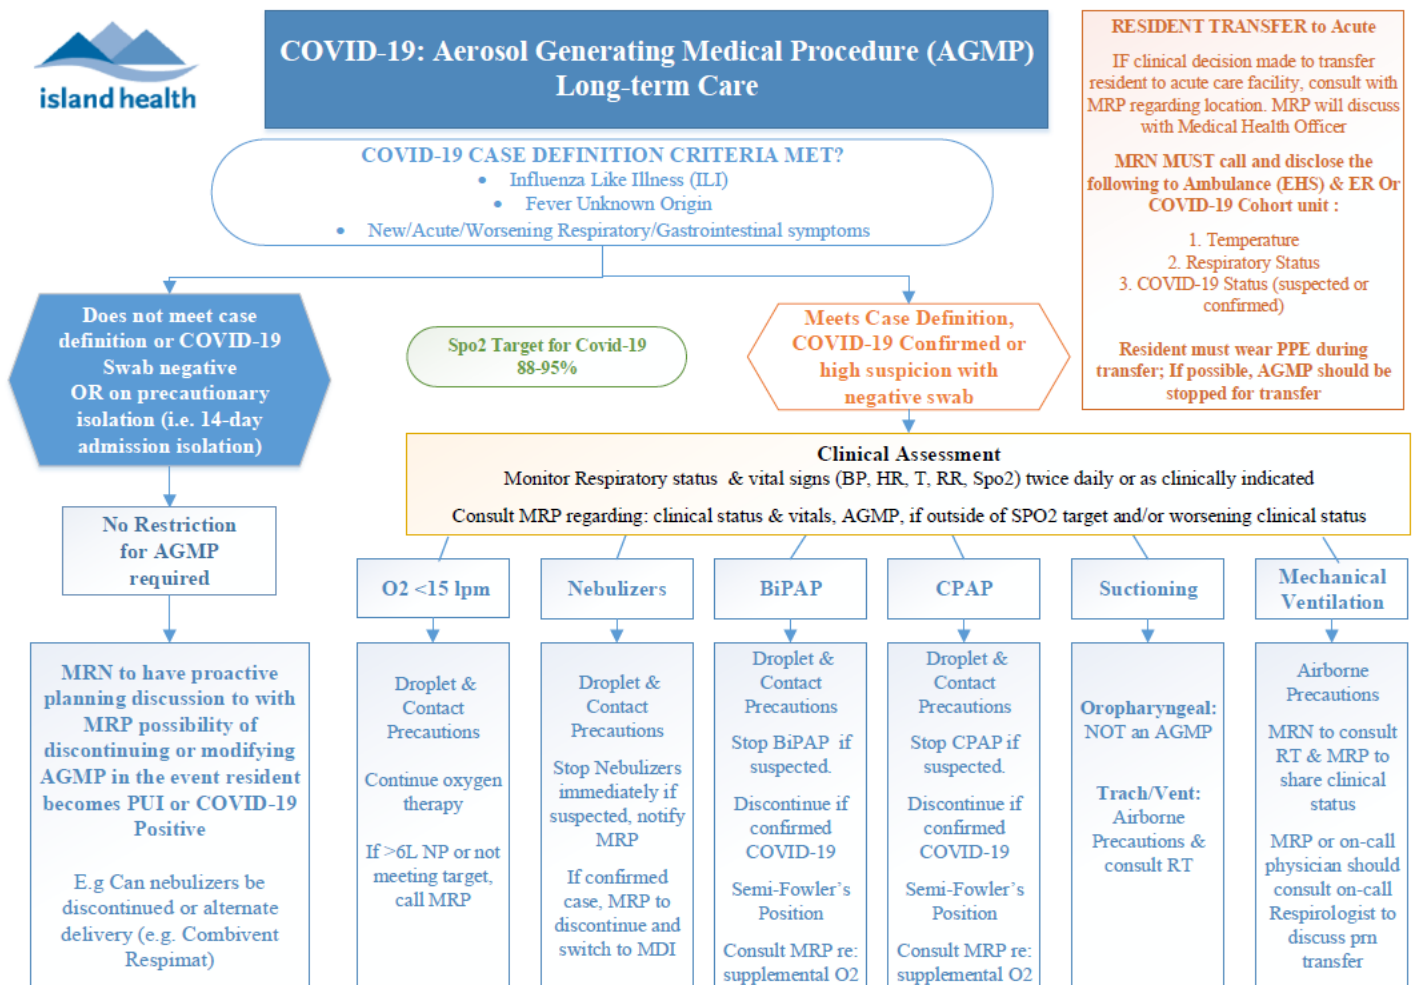 island health
COVID-19: Aerosol Generating Medical Procedure (AGMP)
Long-term Care
RESIDENT TRANSFER to Acute
IF clinical decision made to transfer
resident to acute care facility, consult with
MRP regarding location. MRP will discuss
with Medical Health Officer
MRN MUST call and disclose the
following to Ambulance (EHS) & ER Or
COVID-19 Cohort unit :
1. Temperature
2. Respiratory Status
3. COVID-19 Status (suspected or
confirmed)
Resident must wear PPE during
transfer; If possible, AGMP should be
stopped for transfer
COVID-19 CASE DEFINITION CRITERIA MET?
• Influenza Like Illness (ILI)
• Fever Unknown Origin
• New/Acute/Worsening Respiratory/Gastrointestinal symptoms
Does not meet case
definition or COVID-19
Swab negative
OR on precautionary
isolation (i.e. 14-day
admission isolation)
Spo2 Target for Covid-19
88-95%
Meets Case Definition,
COVID-19 Confirmed or
high suspicion with
negative swab
Clinical Assessment
Monitor Respiratory status & vital signs (BP, HR, T, RR, Spo2) twice daily or as clinically indicated
Consult MRP regarding: clinical status & vitals, AGMP, if outside of SPO2 target and/or worsening clinical status
No Restriction
for AGMP
required
MRN to have proactive
planning discussion to with
MRP possibility of
discontinuing or modifying
AGMP in the event resident
becomes PUI or COVID-19
Positive
E.g Can nebulizers be
discontinued or alternate
delivery (e.g. Combivent
Respimat)
O2 <15 lpm
Droplet &
Contact
Precautions
Continue oxygen
therapy
If >6L NP or not
meeting target,
call MRP
Nebulizers
Droplet &
Contact
Precautions
Stop Nebulizers
immediately if
suspected, notify
MRP
If confirmed
case, MRP to
discontinue and
switch to MDI
BiPAP
Droplet &
Contact
Precautions
Stop BiPAP if
suspected.
Discontinue if
confirmed
COVID-19
Semi-Fowler's
Position
Consult MRP re:
supplemental O2
CPAP
Droplet &
Contact
Precautions
Stop CPAP if
suspected.
Discontinue if
confirmed
COVID-19
Semi-Fowler's
Position
Consult MRP re:
supplemental O2
Suctioning
Oropharyngeal:
NOT an AGMP
Trach/Vent:
Airborne
Precautions &
consult RT
Mechanical
Ventilation
Airborne
Precautions
MRN to consult
RT & MRP to
share clinical
status
MRP or on-call
physician should
consult on-call
Respirologist to
discuss prn
transfer